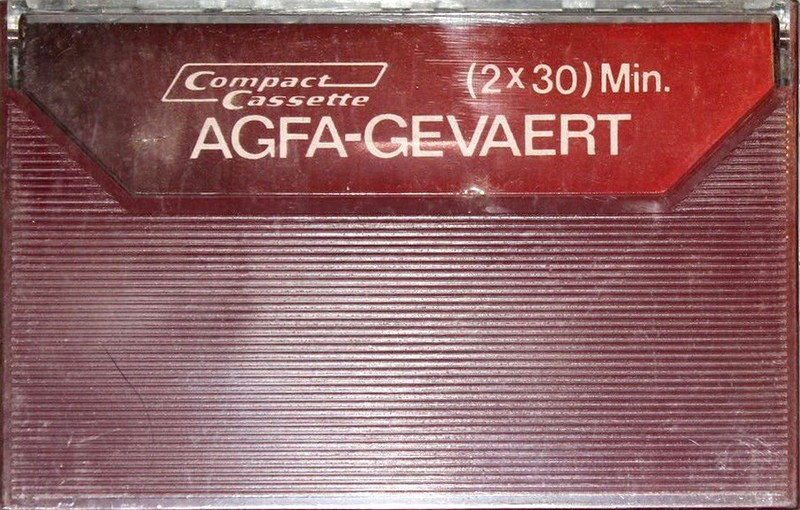 Compact
Cassette
(2 x 30) Min.
AGFA-GEVAERT